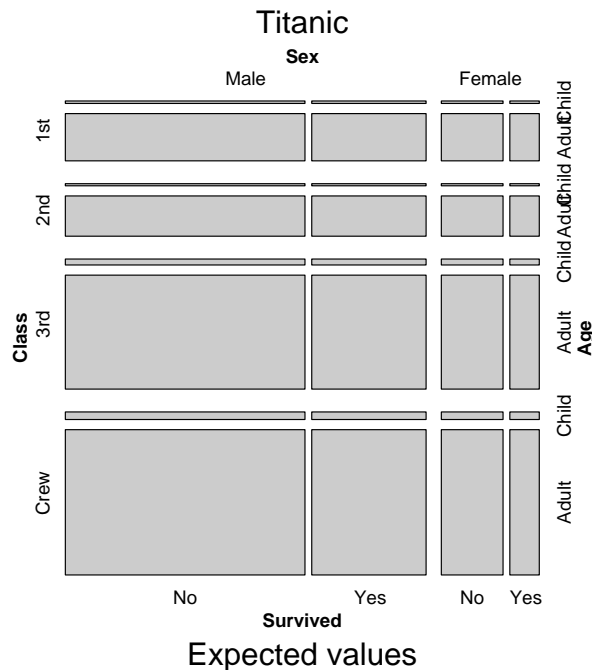 Titanic
Sex
Male Female
1st Child
Adult
2nd Child
Adult
Child
Class 3rd Adult Age
Child
Crew Adult
No Yes No Yes
Survived
Expected values